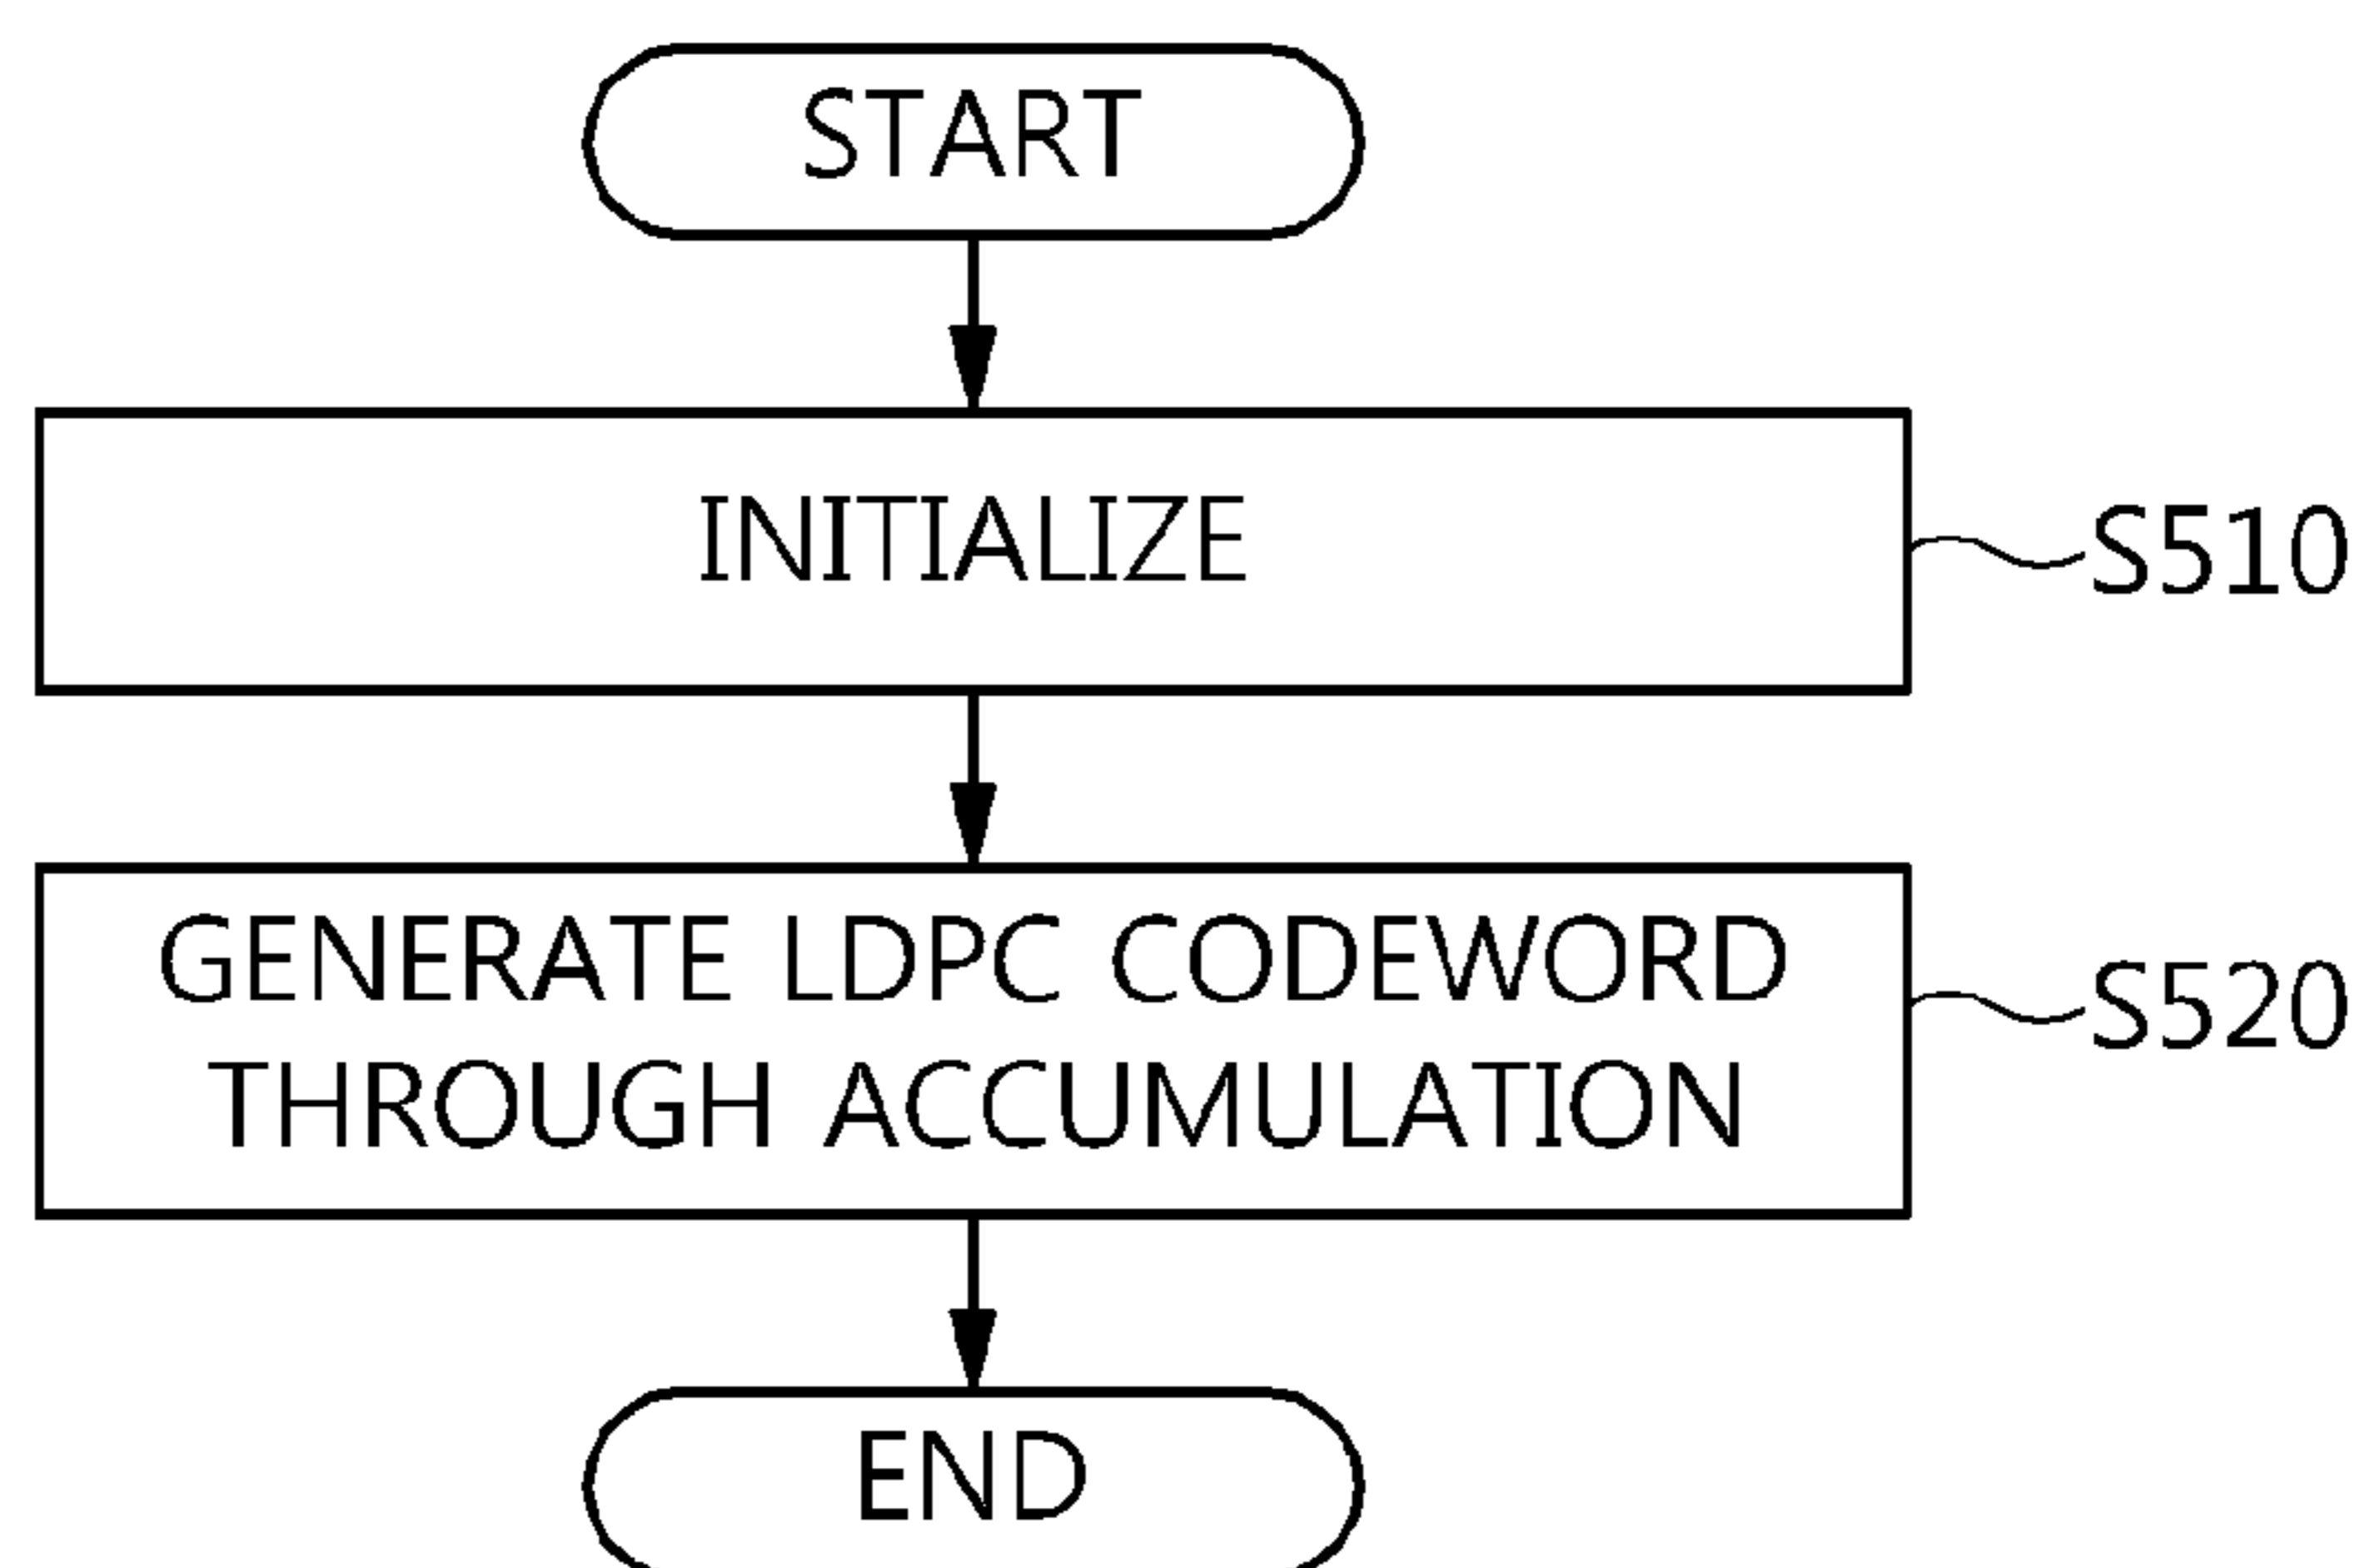 START
INITIALIZE
S510
GENERATE LDPC CODEWORD
THROUGH ACCUMULATION
S520
END